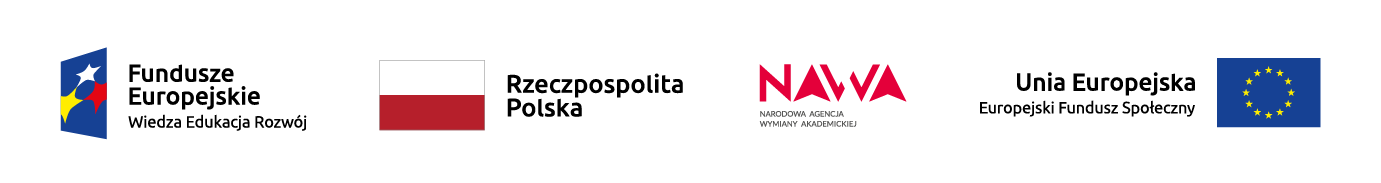 Fundusze
Europejskie
Wiedza Edukacja Rozwój
Rzeczpospolita
Polska
NAWA
NARODOWA AGENCJA
WYMIANY AKADEMICKIEJ
Unia Europejska
Europejski Fundusz Społeczny